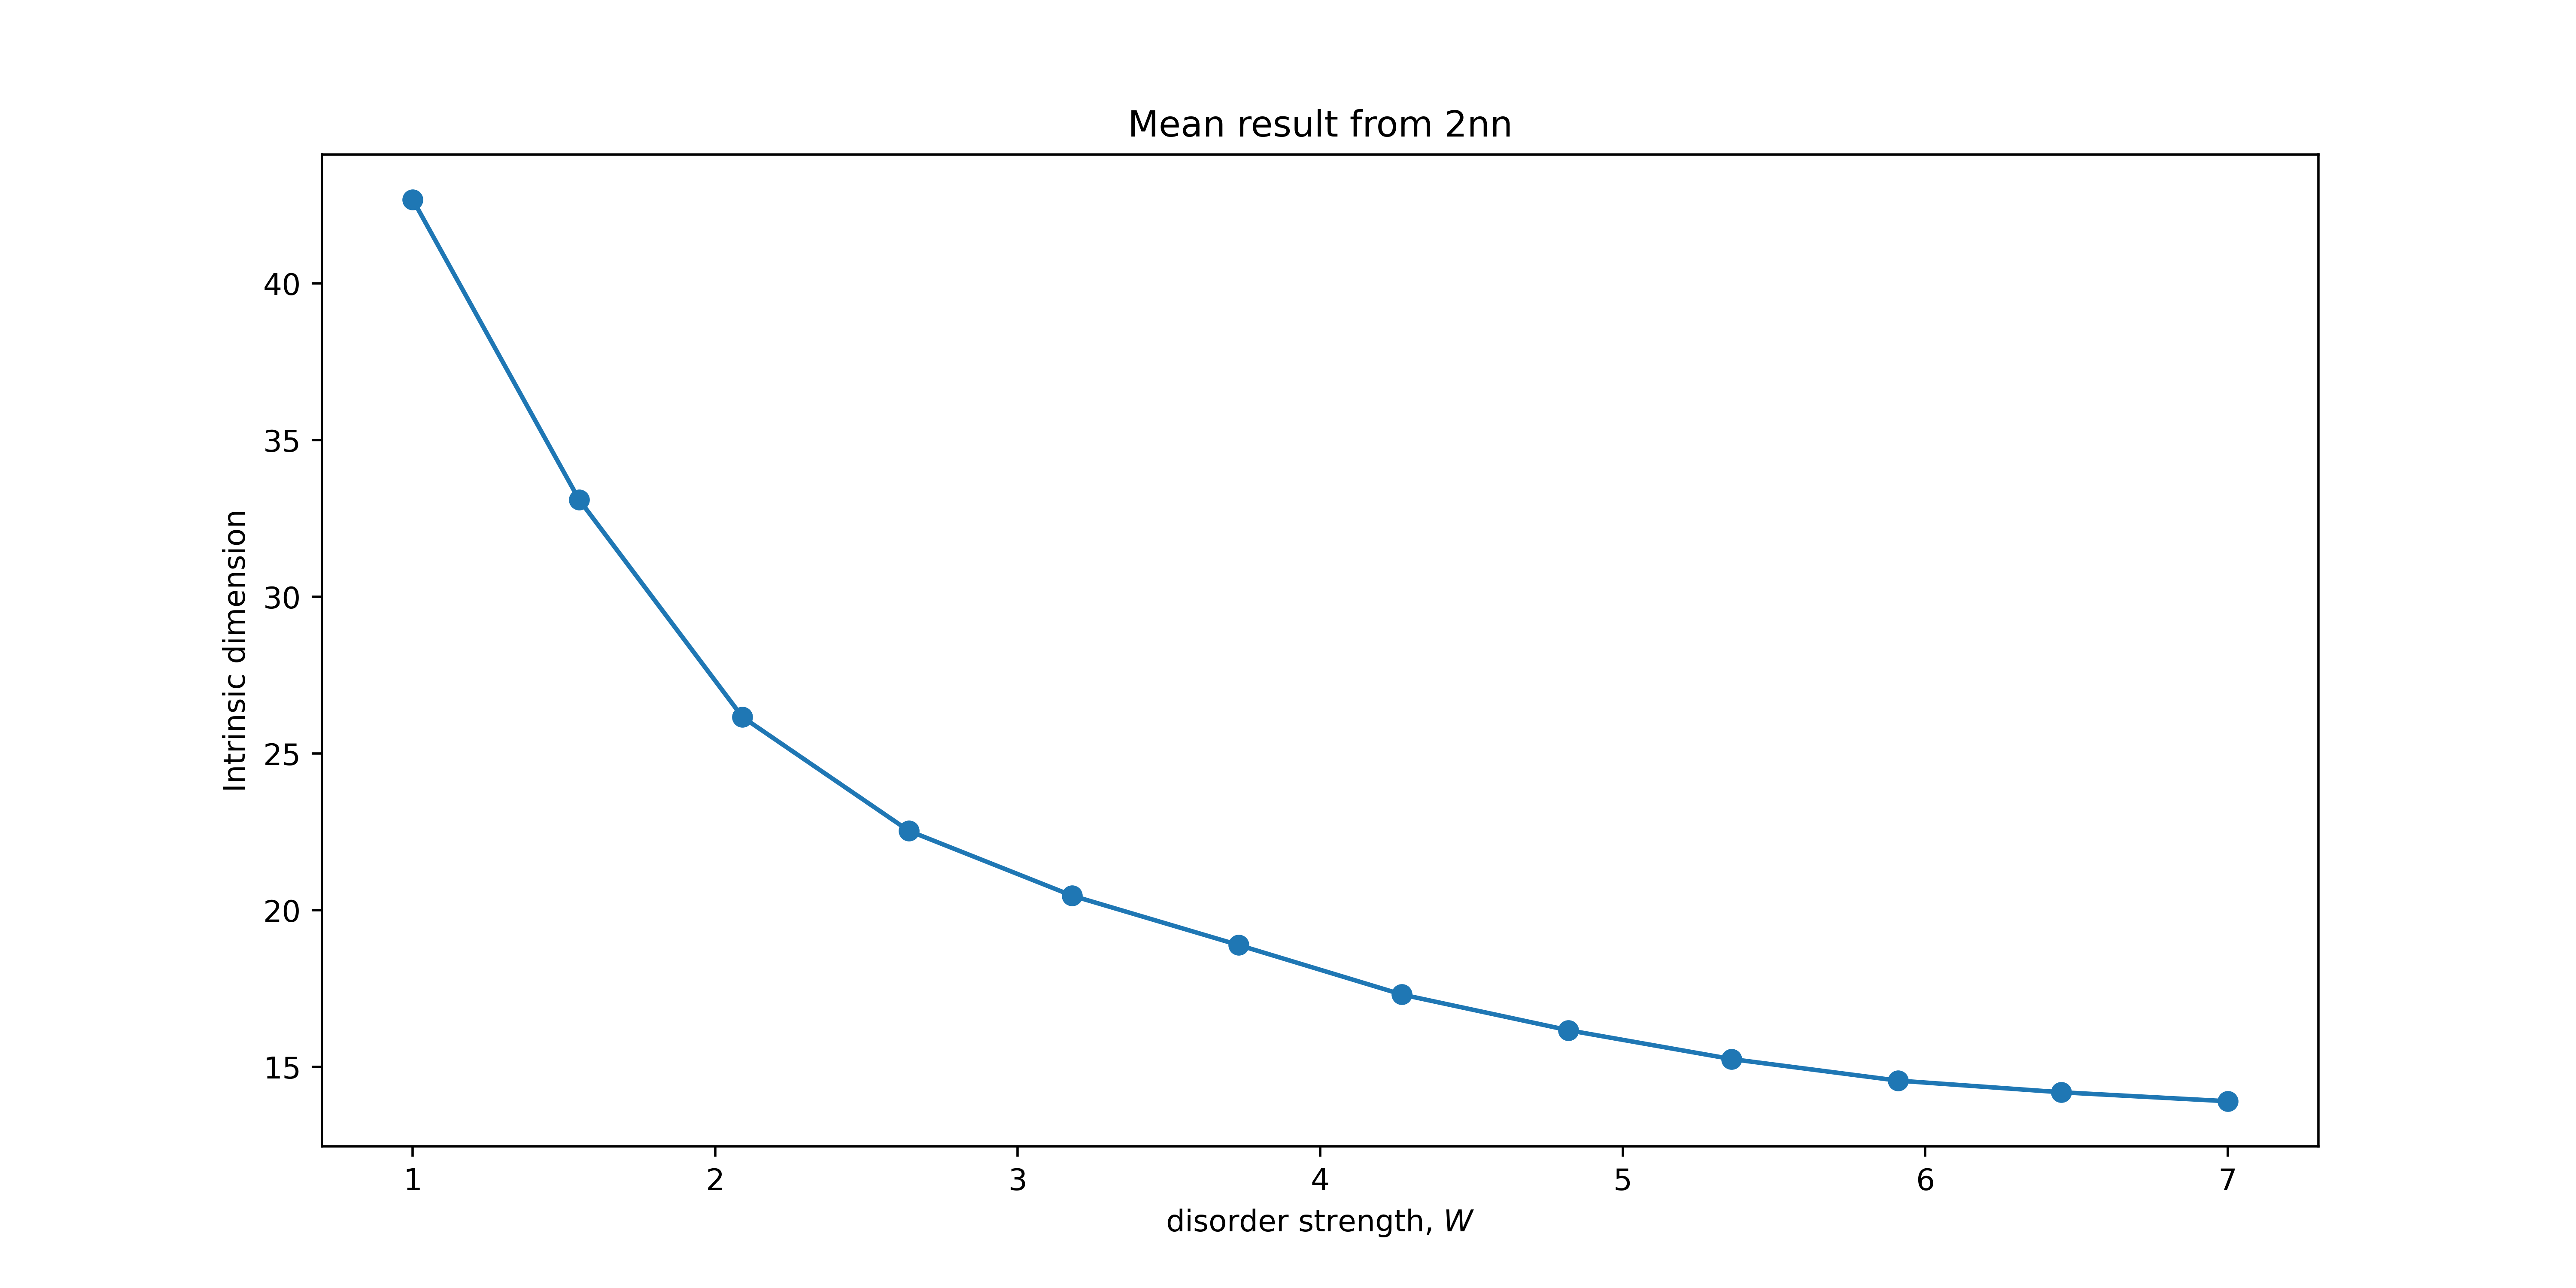 Mean result from 2nn
Intrinsic dimension
40
35
30
25
20
15
1 2 3 4 5 6 7
disorder strength, W